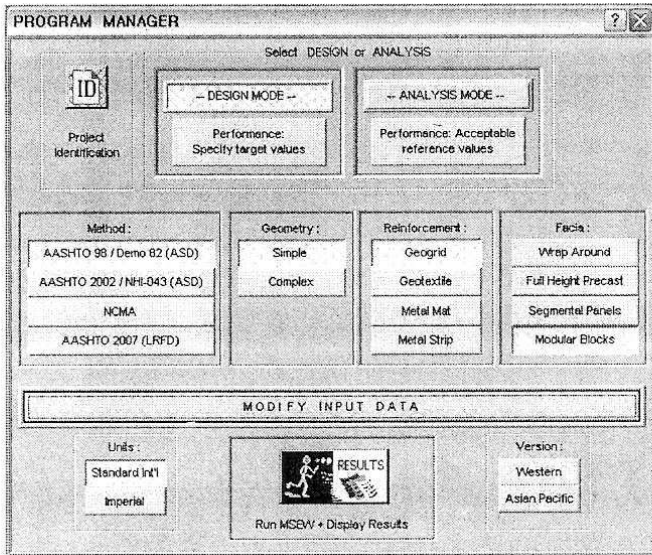 PROGRAM MANAGER
?
Select DESIGN or ANALYSIS
ID
Project
Identification
-- DESIGN MODE --
Performance:
Specify target values
-- ANALYSIS MODE --
Performance: Acceptable
reference values
Method :
AASHTO 98 / Demo 82 (ASD)
AASHTO 2002 / NHI-043 (ASD)
NCMA
AASHTO 2007 (LRFD)
Geometry :
Simple
Complex
Reinforcement :
Geogrid
Geotextile
Metal Mat
Metal Strip
Facia :
Wrap Around
Full Height Precast
Segmental Panels
Modular Blocks
MODIFY INPUT DATA
Units :
Standard Int'l
Imperial
RESULTS
Run MSEW + Display Results
Version :
Western
Asian Pacific